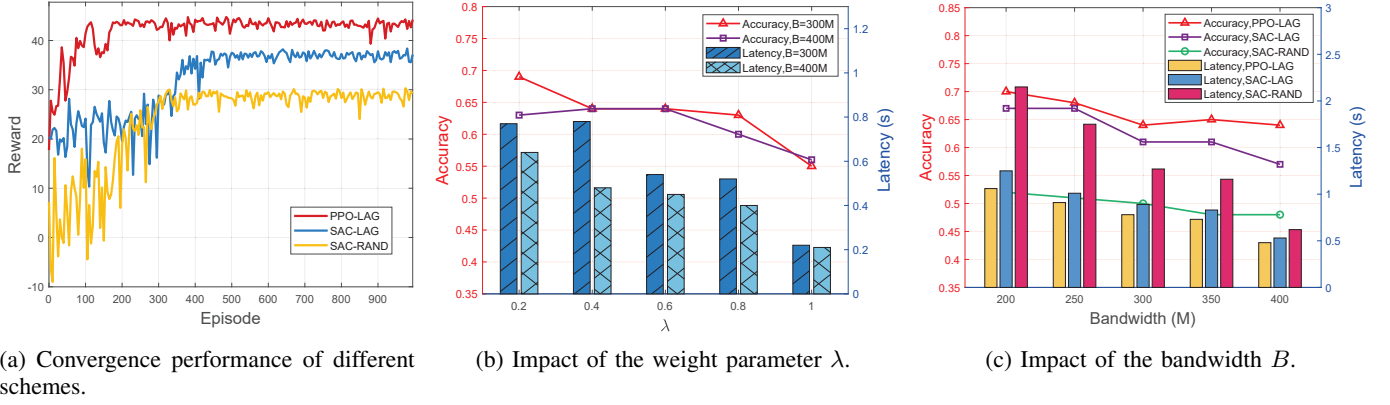 40
30
20
10
0
-10
Reward
0
100
200
300
400
500
600
700
800
900
Episode
PPO-LAG
SAC-LAG
SAC-RAND
(a) Convergence performance of different
schemes.
0.8
0.75
0.7
0.65
0.6
0.55
0.5
0.45
0.4
0.35
Accuracy
Accuracy,B=300M
Accuracy,B=400M
Latency,B=300M
Latency,B=400M
1.2
1
0.8
0.6
0.4
0.2
0
Latency (s)
0.2
0.4
0.6
0.8
1
λ
(b) Impact of the weight parameter λ.
0.85
0.8
0.75
0.7
0.65
0.6
0.55
0.5
0.45
0.4
0.35
Accuracy
Accuracy,PPO-LAG
Accuracy,SAC-LAG
Accuracy,SAC-RAND
Latency,PPO-LAG
Latency,SAC-LAG
Latency,SAC-RAND
3
2.5
2
1.5
1
0.5
0
Latency (s)
200
250
300
350
400
Bandwidth (M)
(c) Impact of the bandwidth B.